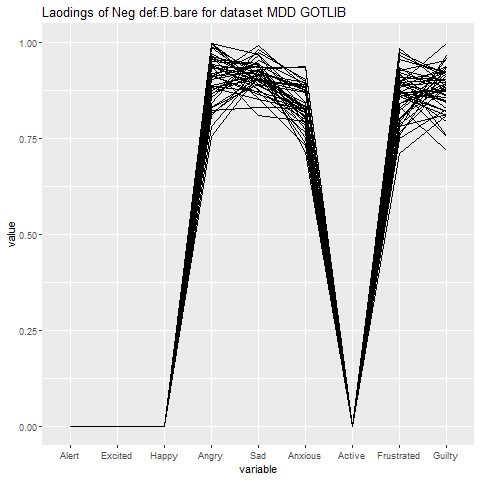 Laodings of Neg def.B.bare for dataset MDD GOTLIB
1.00
0.75
0.50
0.25
0.00
value
Alert Excited Happy Angry Sad Anxious Active Frustrated Guilty
variable